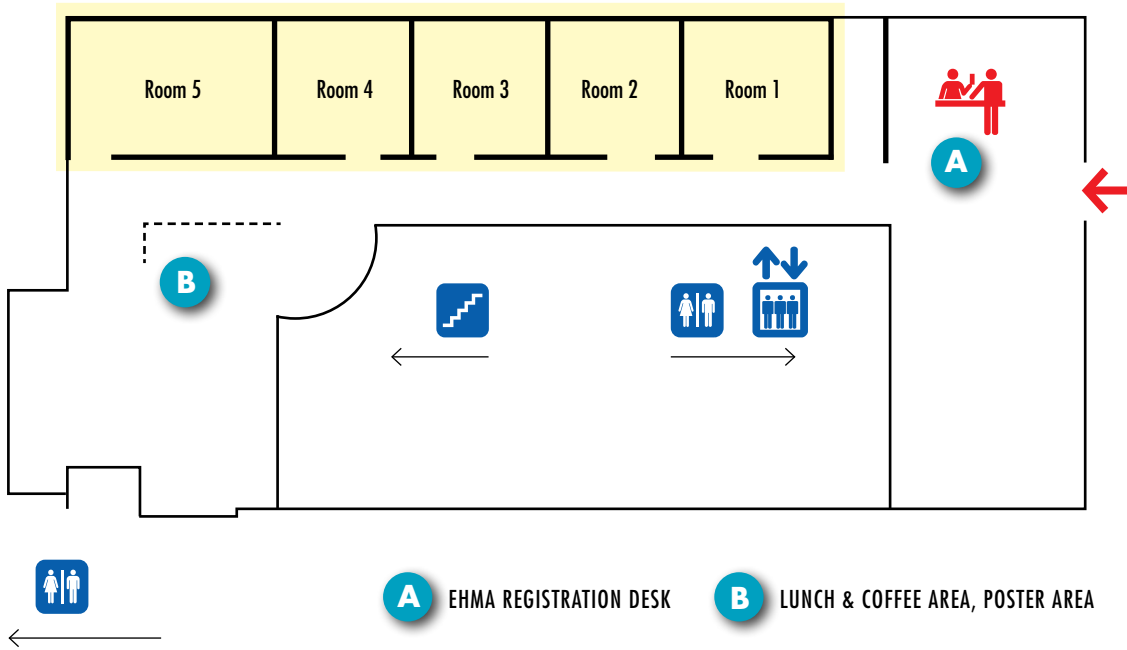 Room 5
Room 4
Room 3
Room 2
Room 1
A
B
A EHMA REGISTRATION DESK
B LUNCH & COFFEE AREA, POSTER AREA